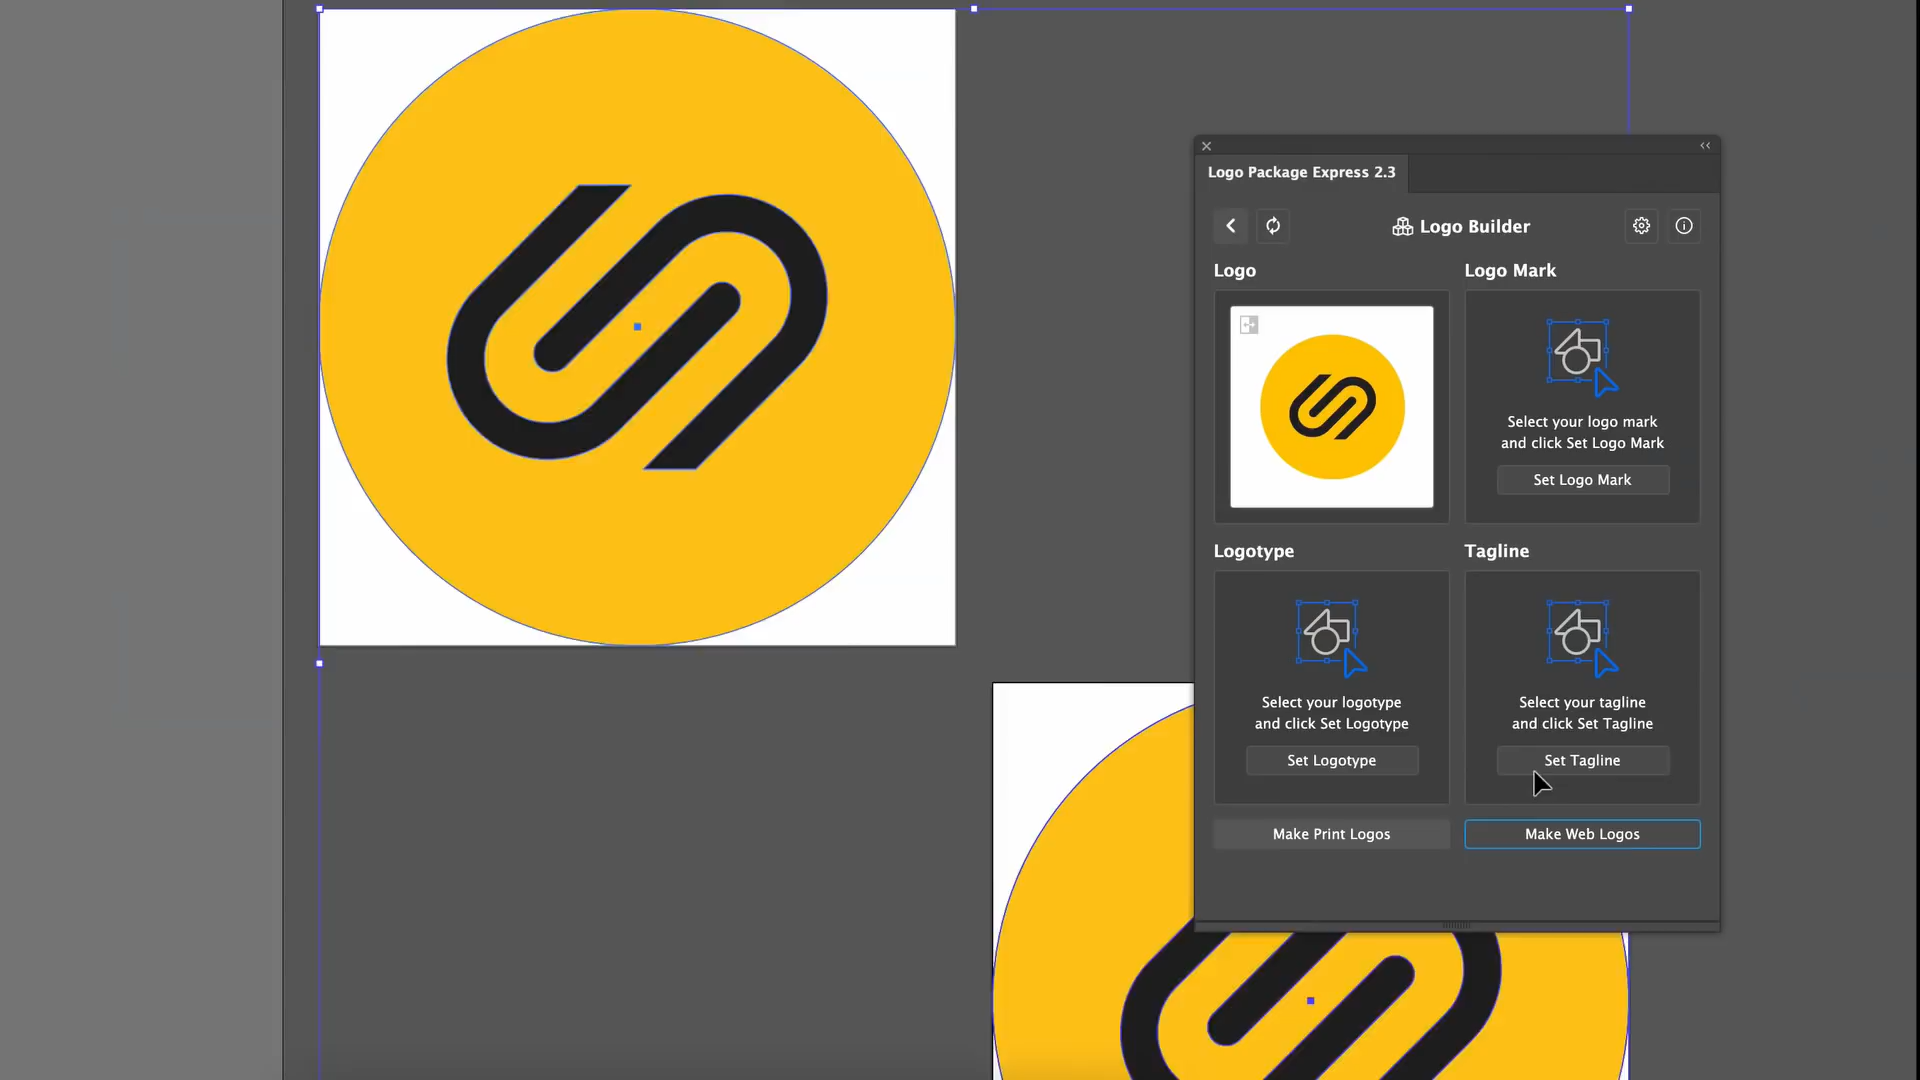 Logo Package Express 2.3
Logo Builder
Logo
Logo Mark
Select your logo mark
and click Set Logo Mark
Set Logo Mark
Logotype
Tagline
Select your logotype
and click Set Logotype
Set Logotype
Select your tagline
and click Set Tagline
Set Tagline
Make Print Logos
Make Web Logos